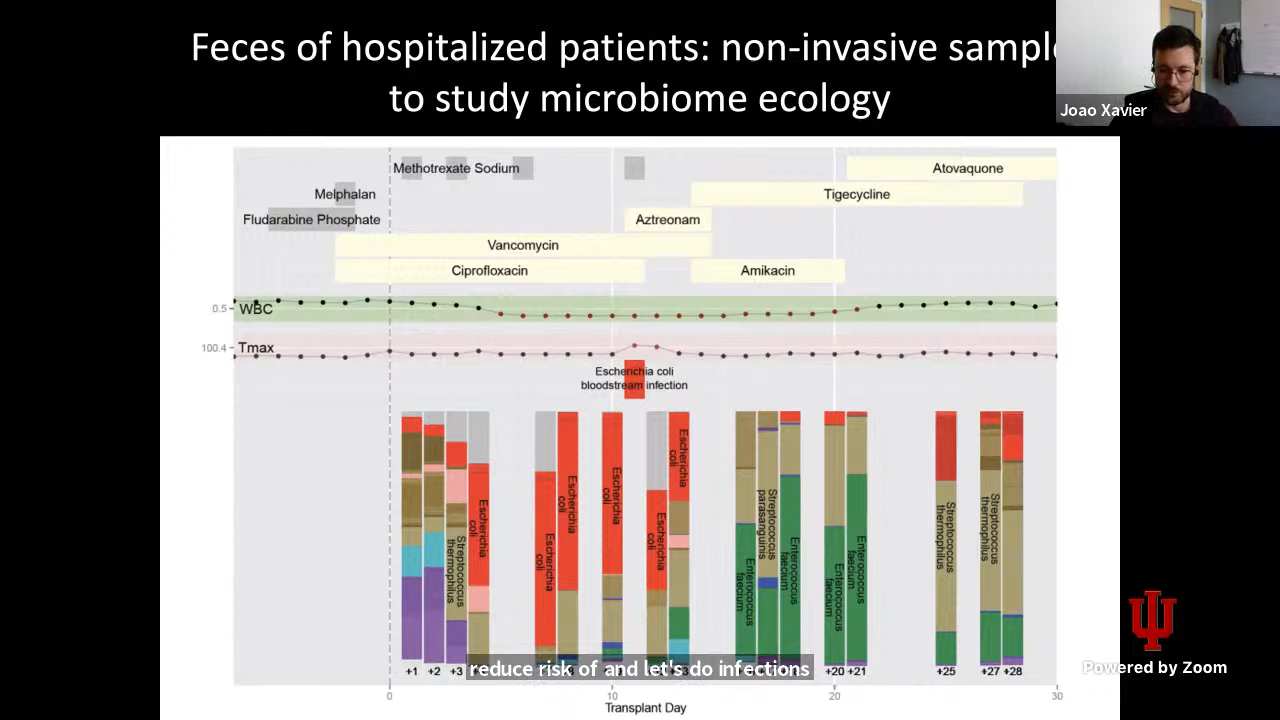 Feces of hospitalized patients: non-invasive sampl
to study microbiome ecology
Joao Xavier
Methotrexate Sodium
Atovaquone
Melphalan
Tigecycline
Fludarabine Phosphate
Aztreonam
Vancomycin
Ciprofloxacin
Amikacin
0.5
WBC
100.4
Tmax
Escherichia coli
bloodstream infection
Streptococcus
thermophilus
Escherichia
coli
Escherichia
coli
Escherichia
coli
Escherichia
coli
Escherichia
coli
Escherichia
coli
Enterococcus
faecium
Streptococcus
parasanguinis
Enterococcus
faecium
Enterococcus
faecium
Enterococcus
faecium
Streptococcus
thermophilus
Streptococcus
thermophilus
+1
+2
+3
+20
+21
+25
+27
+28
reduce risk of and let's do infections
0
10
20
30
Transplant Day
Powered by Zoom